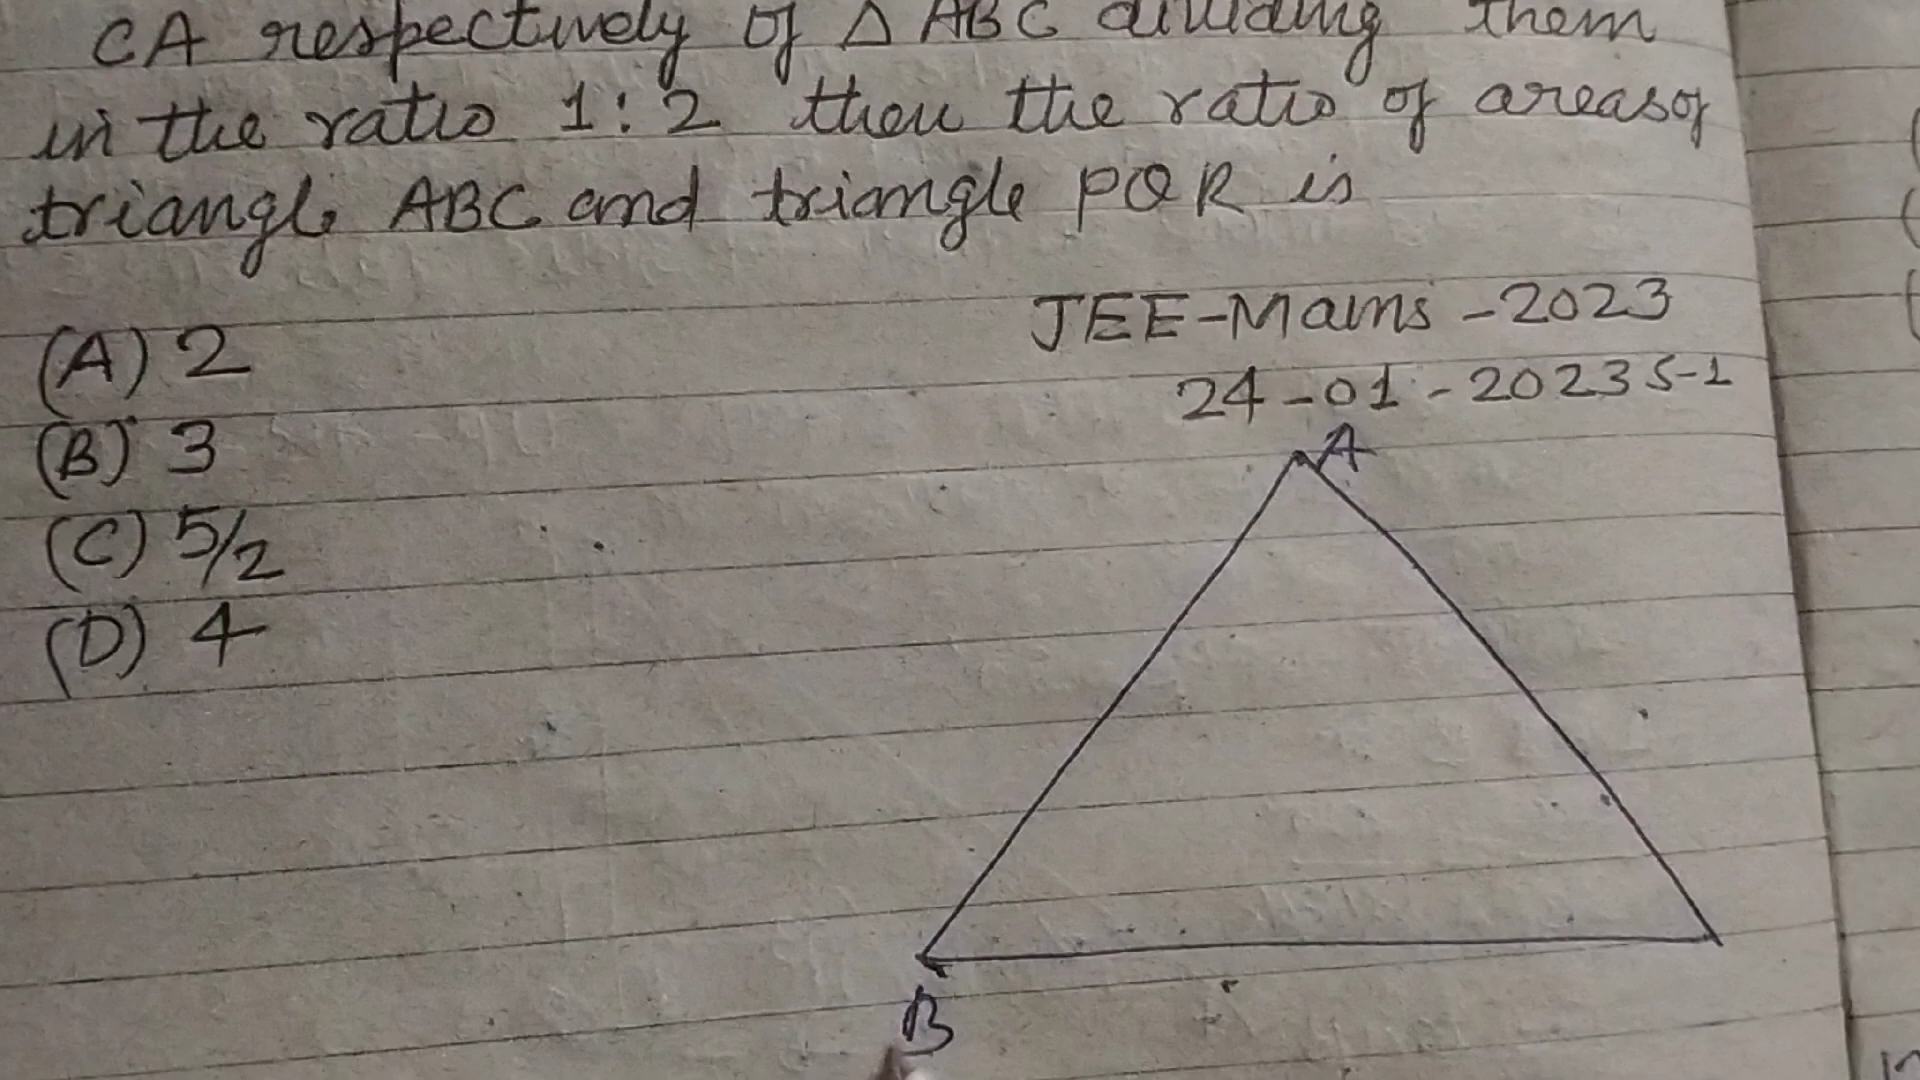 CA respectively of Δ ABC dividing them
in the ratio 1:2 then the ratio of areas of
triangle ABC and triangle PQR is
JEE-Mains -2023
(A) 2
24-01-2023 S-1
(B) 3
A
(C) 5/2
(D) 4
B